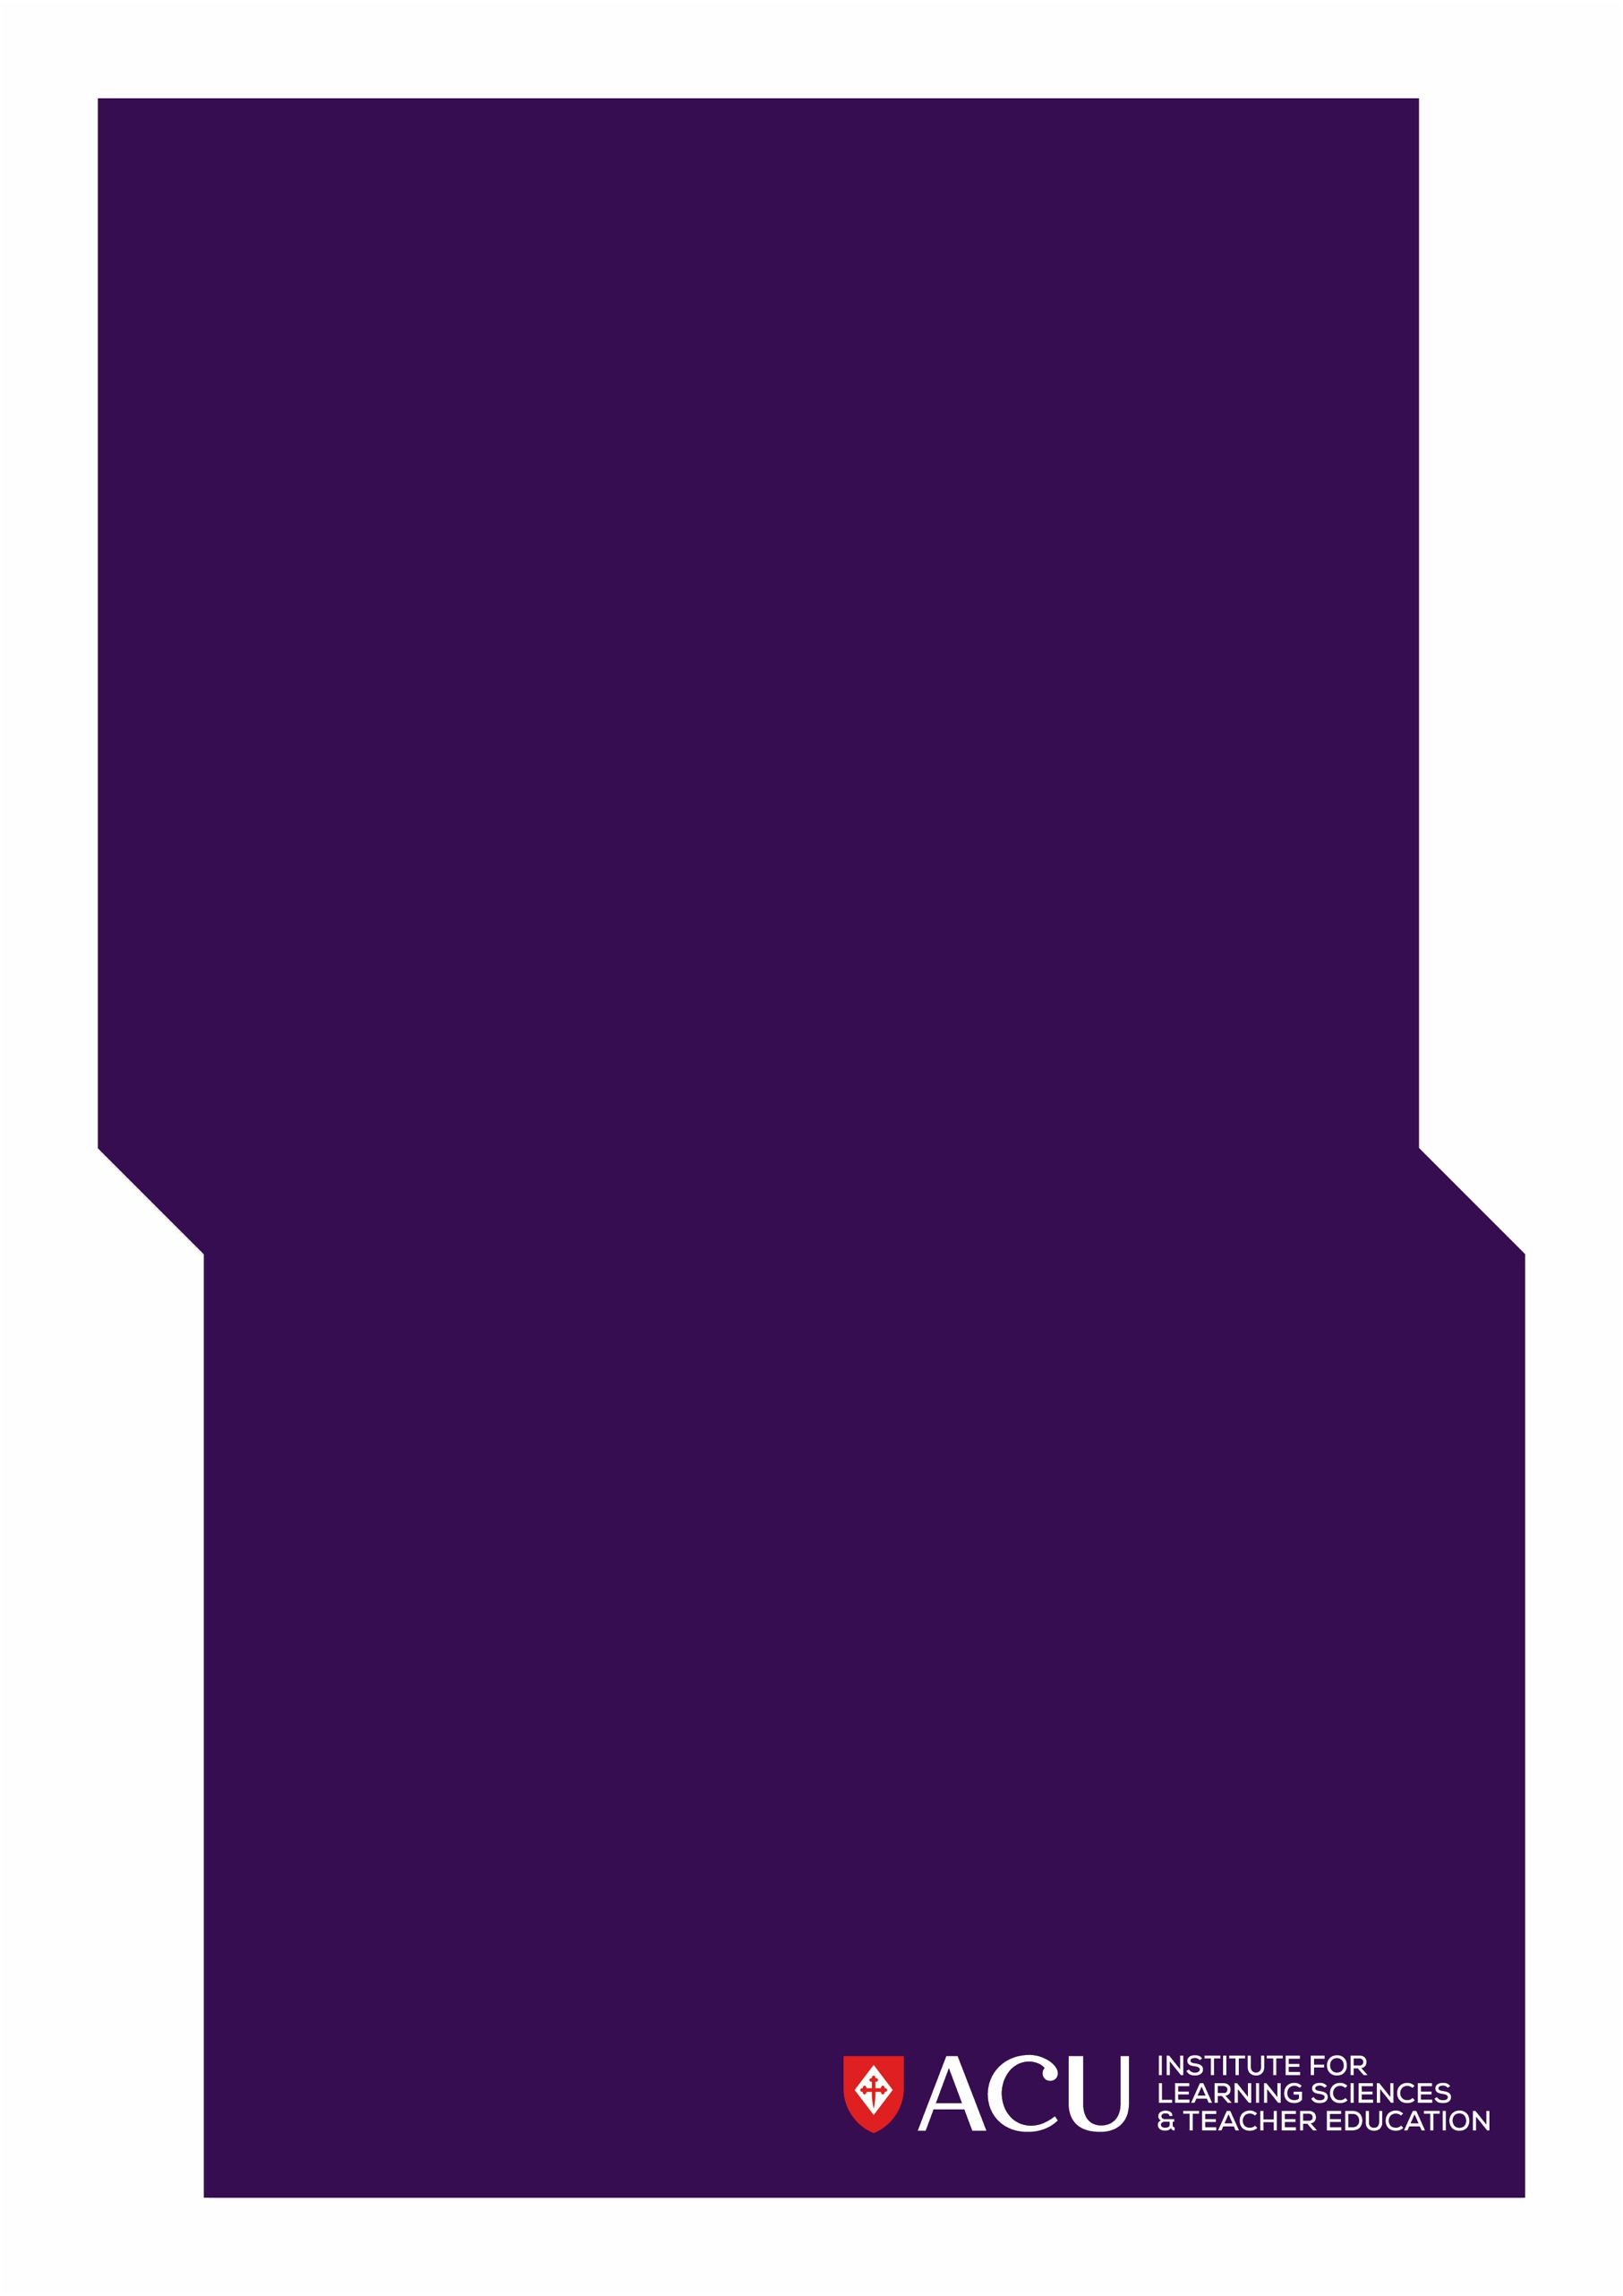 ACU
INSTITUTE FOR
LEARNING SCIENCES
& TEACHER EDUCATION